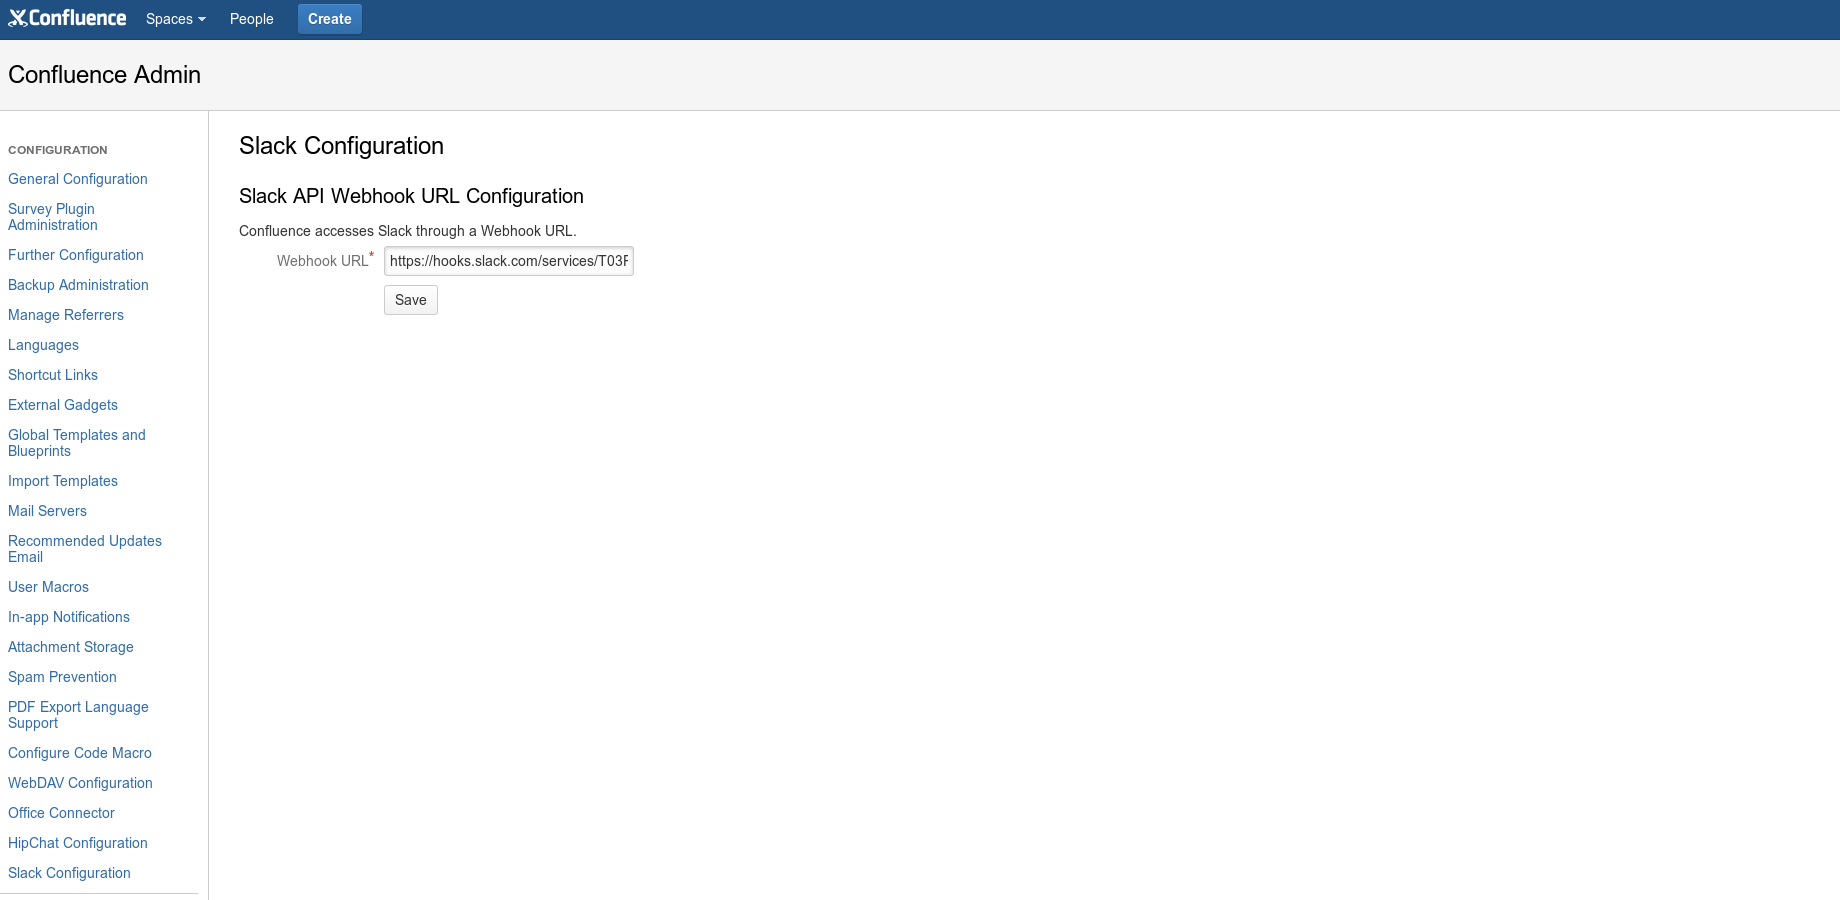 Confluence Spaces People Create
Confluence Admin
CONFIGURATION
General Configuration
Survey Plugin
Administration
Further Configuration
Backup Administration
Manage Referrers
Languages
Shortcut Links
External Gadgets
Global Templates and
Blueprints
Import Templates
Mail Servers
Recommended Updates
Email
User Macros
In-app Notifications
Attachment Storage
Spam Prevention
PDF Export Language
Support
Configure Code Macro
WebDAV Configuration
Office Connector
HipChat Configuration
Slack Configuration
Slack Configuration
Slack API Webhook URL Configuration
Confluence accesses Slack through a Webhook URL.
Webhook URL* https://hooks.slack.com/services/T03F
Save